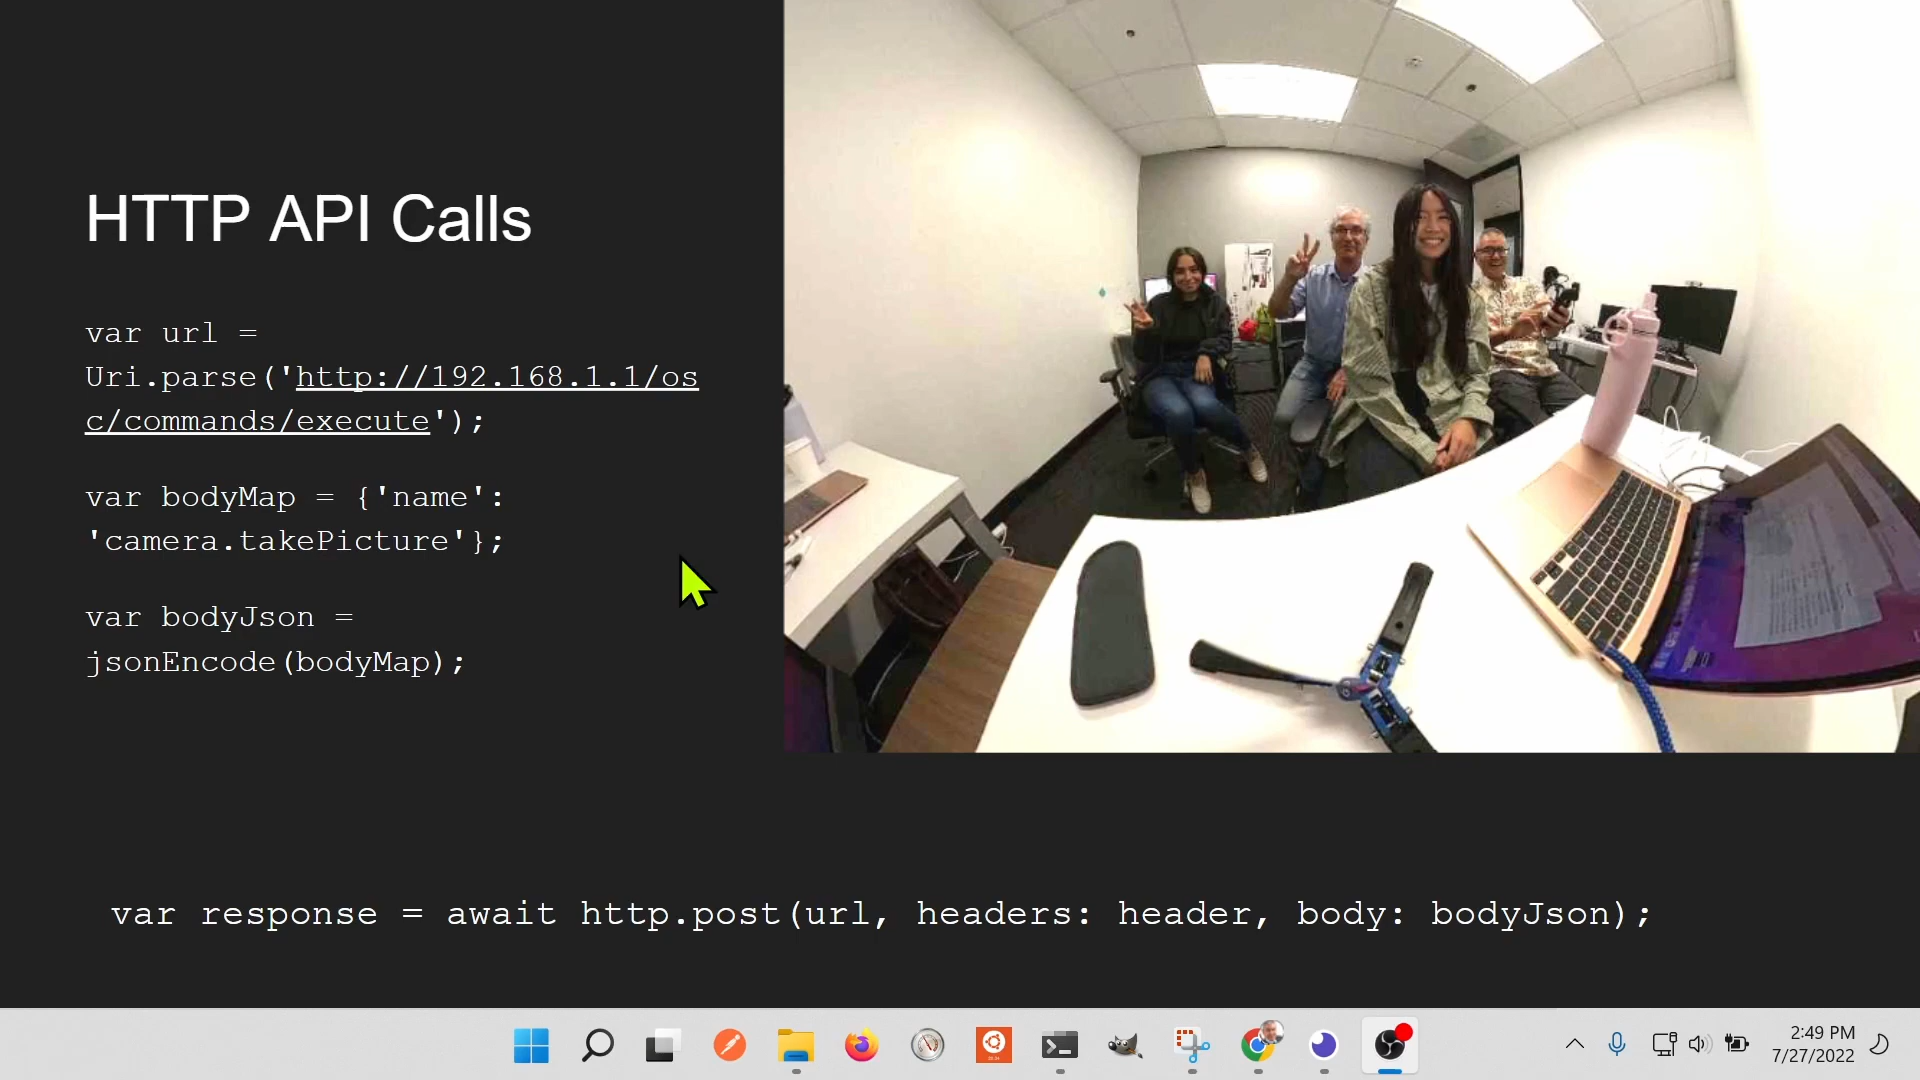 HTTP API Calls
var url =
Uri.parse('http://192.168.1.1/os
c/commands/execute');
var bodyMap = {'name':
'camera.takePicture'};
var bodyJson =
jsonEncode(bodyMap);
var response = await http.post(url, headers: header, body: bodyJson);
2:49 PM
7/27/2022